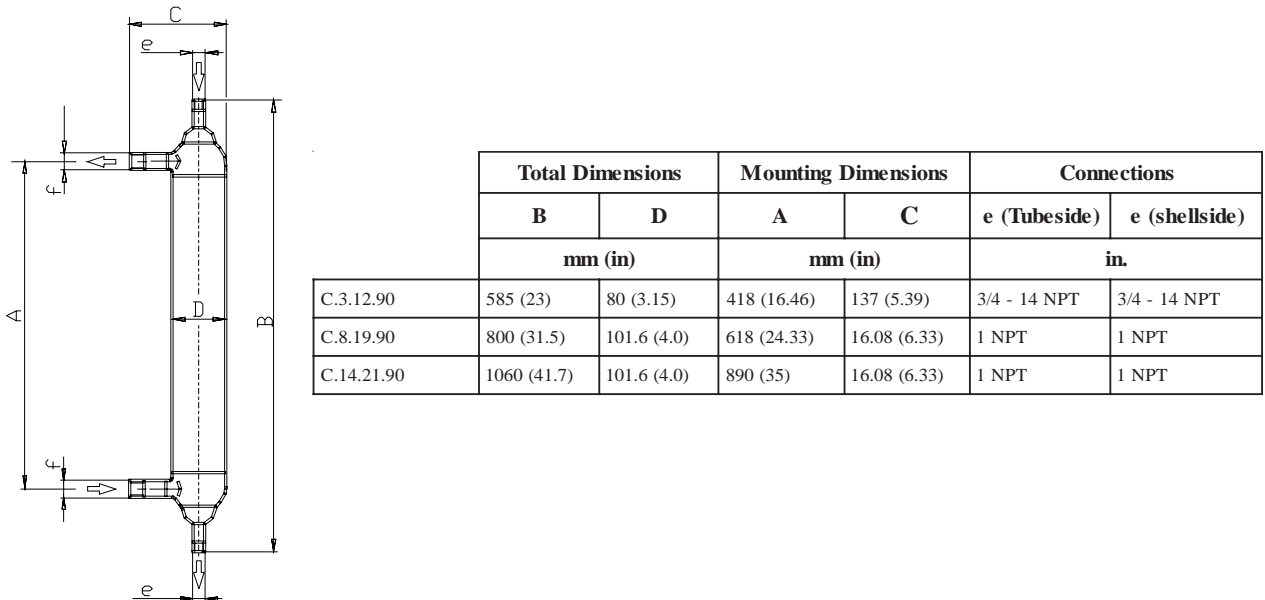 C
e
f
A
D
B
f
e
Total Dimensions Mounting Dimensions Connections
B D A C e (Tubeside) e (shellside)
mm (in) mm (in) in.
C.3.12.90 585 (23) 80 (3.15) 418 (16.46) 137 (5.39) 3/4 - 14 NPT 3/4 - 14 NPT
C.8.19.90 800 (31.5) 101.6 (4.0) 618 (24.33) 16.08 (6.33) 1 NPT 1 NPT
C.14.21.90 1060 (41.7) 101.6 (4.0) 890 (35) 16.08 (6.33) 1 NPT 1 NPT